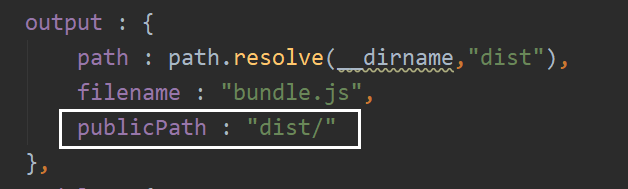 output : {
path : path.resolve(__dirname,"dist"),
filename : "bundle.js",
publicPath : "dist/"
},